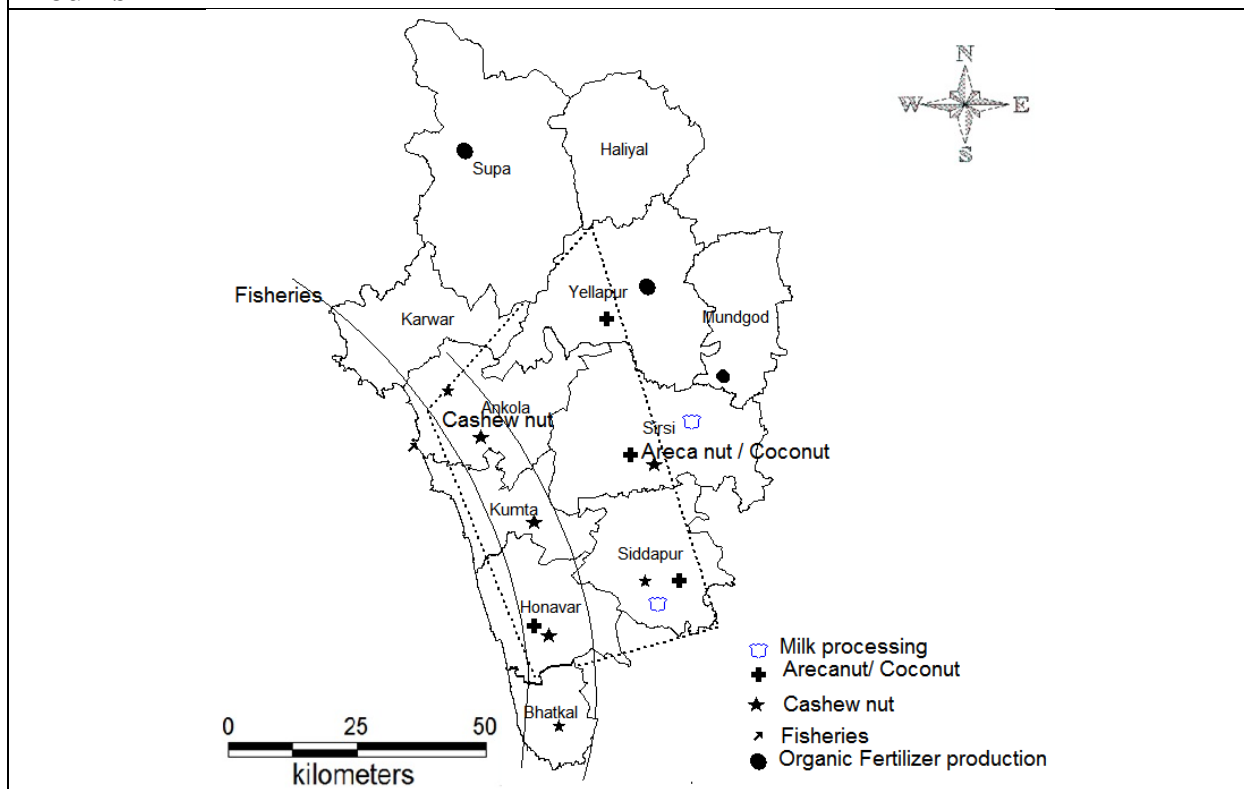 N
W E
S
Haliyal
Supa
Fisheries
Yellapur
Karwar
Mundgod
Ankola
Cashew nut
Sirsi
Areca nut / Coconut
Kumta
Siddapur
Honavar
Bhatkal
Milk processing
Arecanut/ Coconut
Cashew nut
Fisheries
Organic Fertilizer production
0 25 50
kilometers